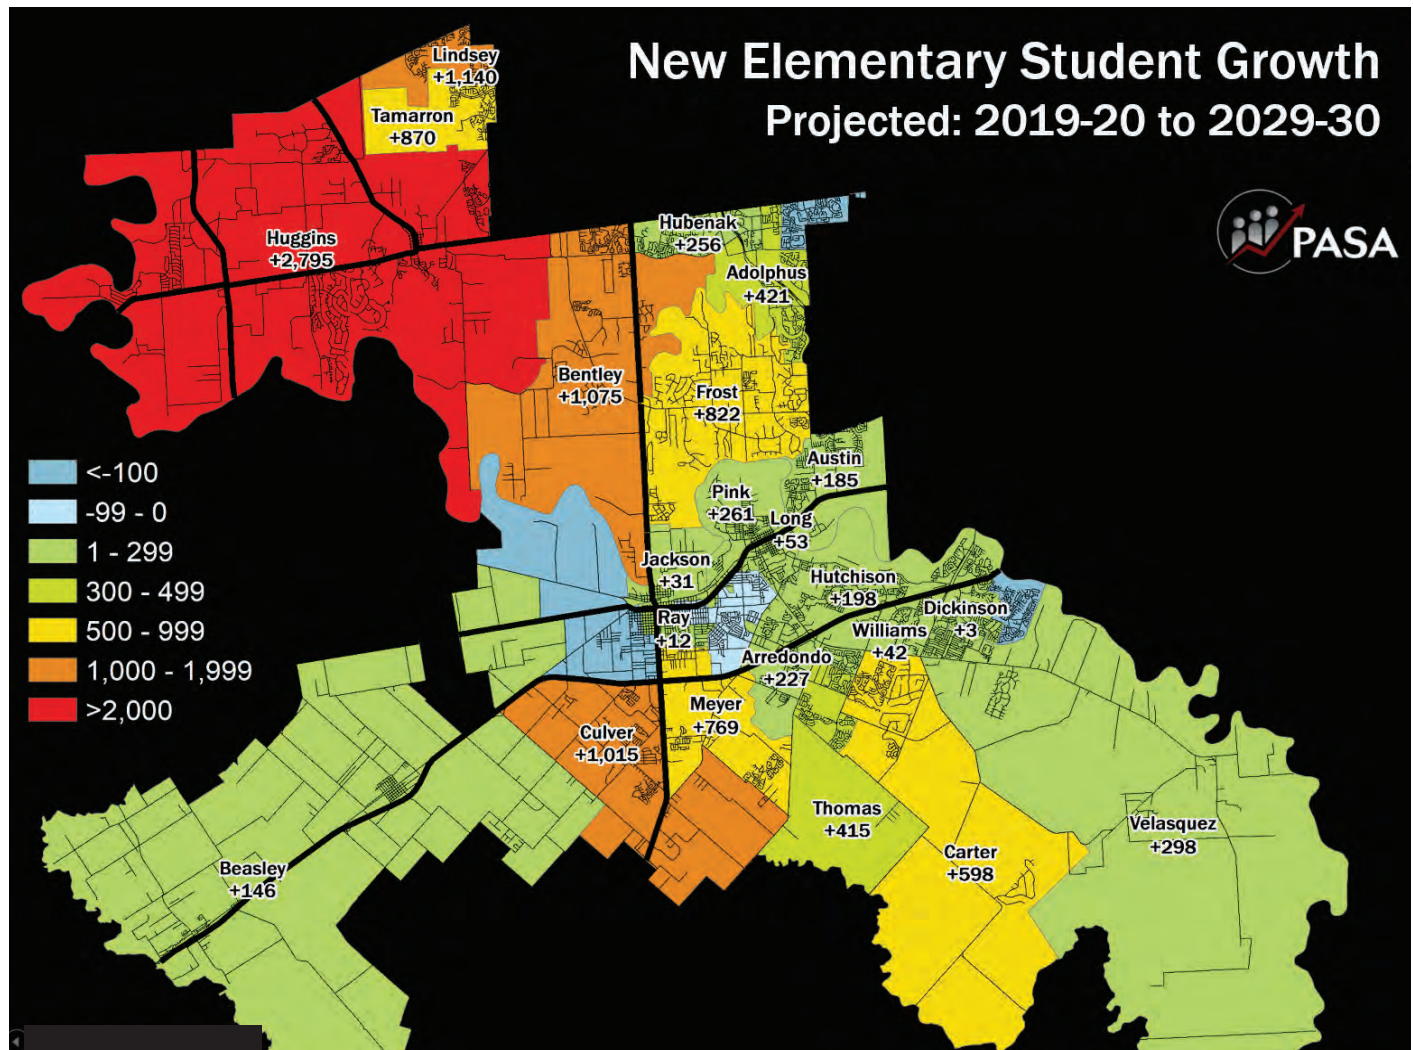 New Elementary Student Growth
Projected: 2019-20 to 2029-30
PASA
Lindsey
+1,140
Tamarron
+870
Huggins
+2,795
Hubenak
+256
Adolphus
+421
Bentley
+1,075
Frost
+822
Austin
+185
Pink
+261
Long
+53
Jackson
+31
Hutchison
+198
Dickinson
+3
Ray
+12
Williams
+42
Arredondo
+227
Meyer
+769
Culver
+1,015
Thomas
+415
Velasquez
+298
Carter
+598
Beasley
+146
<-100
-99 - 0
1 - 299
300 - 499
500 - 999
1,000 - 1,999
>2,000